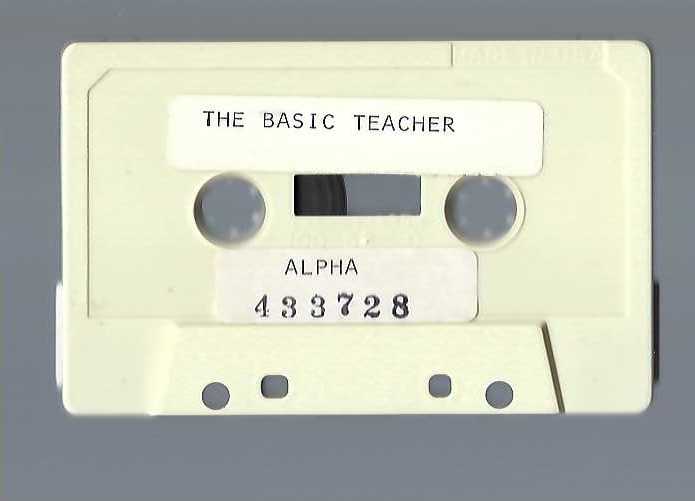 THE BASIC TEACHER
ALPHA
433728